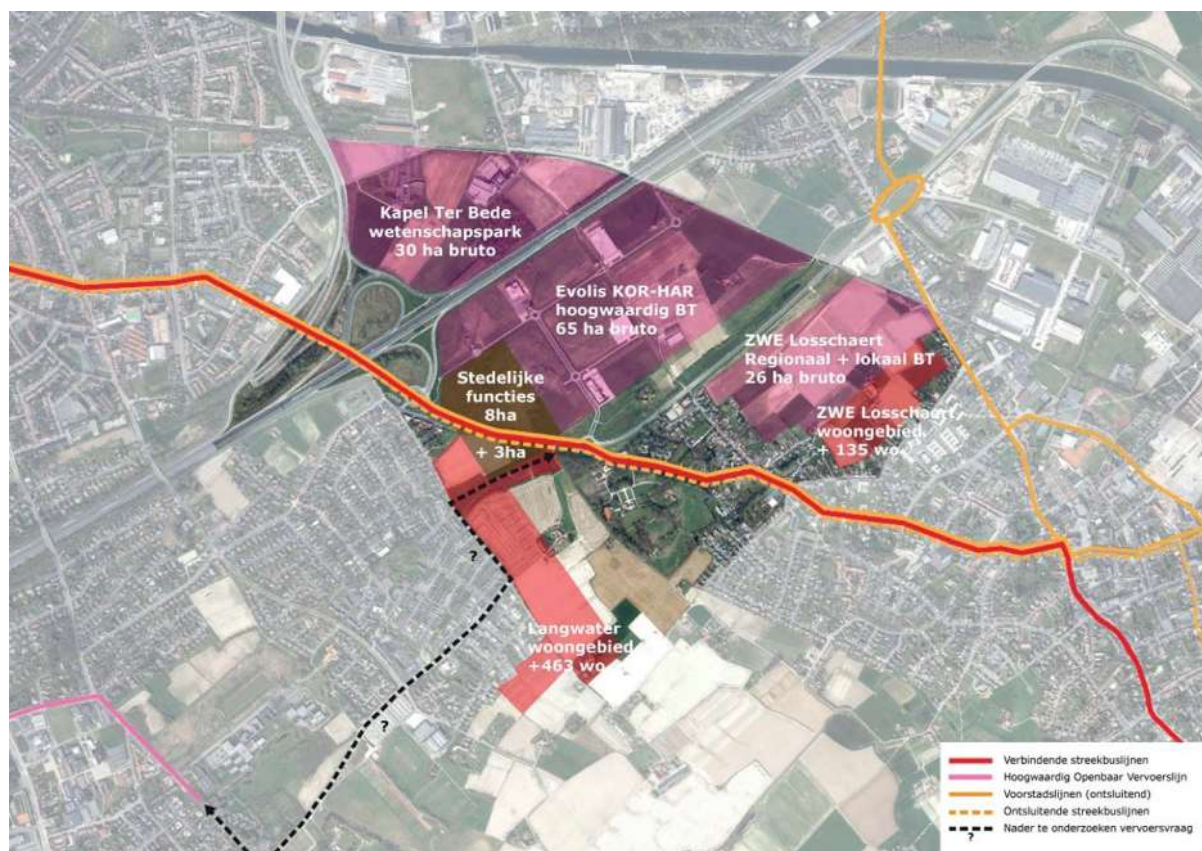 Kapel Ter Bede
wetenschapspark
30 ha bruto
Evolis KOR-HAR
hoogwaardig BT
65 ha bruto
ZWE Losschaert
Regionaal + lokaal BT
26 ha bruto
Stedelijke
functies
8ha
+ 3ha
ZWE Losschaert
woongebied
+ 135 wo
?
Langwater
woongebied
+463 wo
?
Verbindende streekbuslijnen
Hoogwaardig Openbaar Vervoerslijn
Voorstadslijnen (ontsluitend)
Ontsluitende streekbuslijnen
Nader te onderzoeken vervoersvraag
?